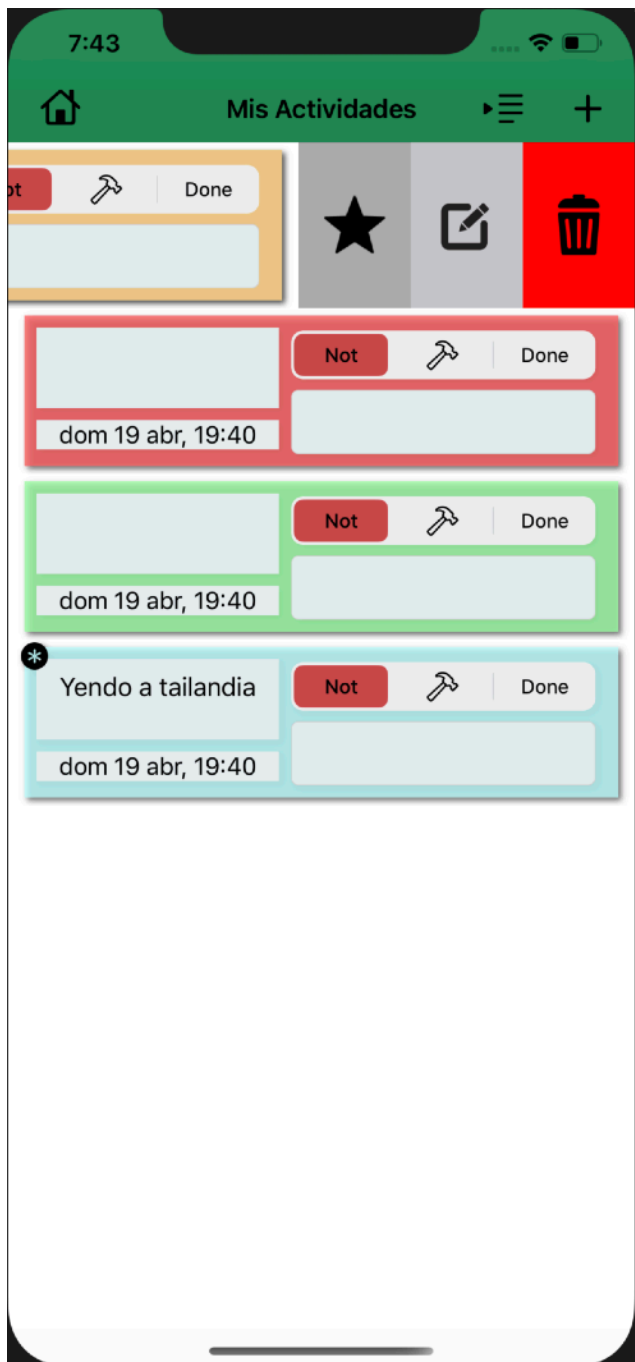 7:43
Mis Actividades
Done
Not Done
dom 19 abr, 19:40
Not Done
dom 19 abr, 19:40
Yendo a tailandia
Not Done
dom 19 abr, 19:40